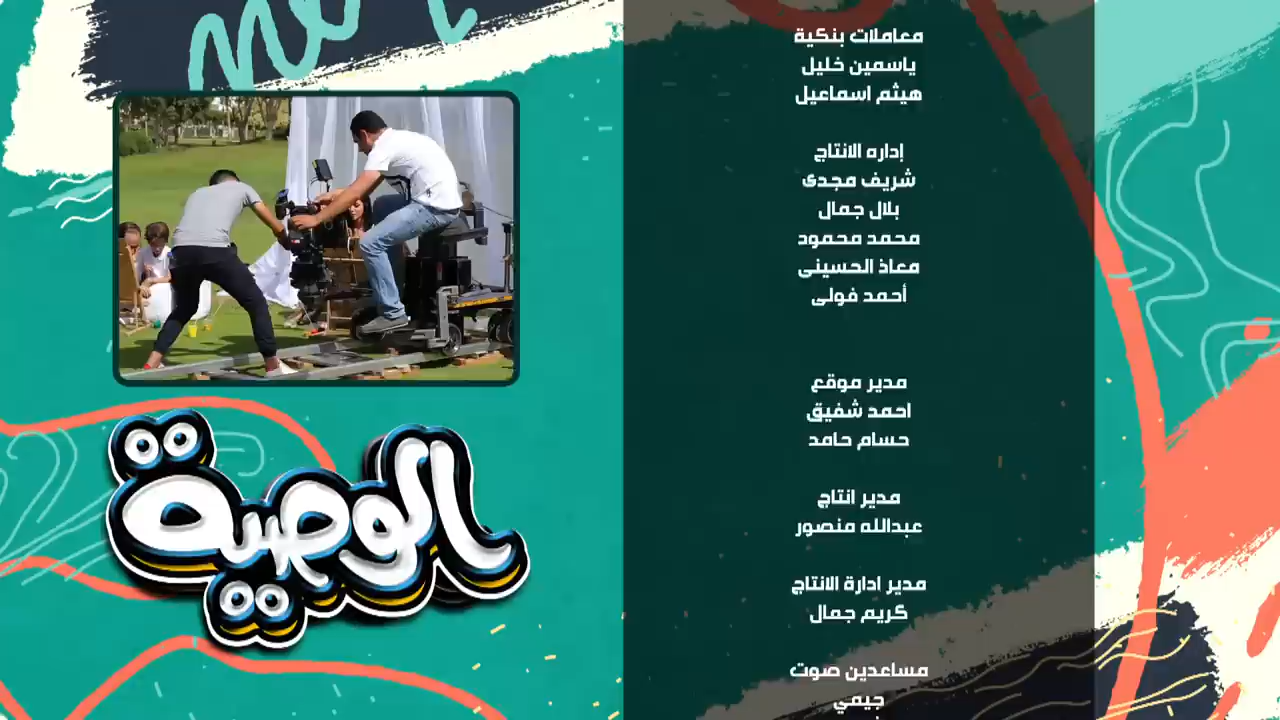 معاملات بنكية
ياسمين خليل
هيثم اسماعيل
إداره الانتاج
شريف مجدى
بلال جمال
محمد محمود
معاذ الحسينى
أحمد فولى
مدير موقع
احمد شفيق
حسام حامد
مدير انتاج
عبدالله منصور
مدير ادارة الانتاج
كريم جمال
مساعدين صوت
جيمي
الوصية